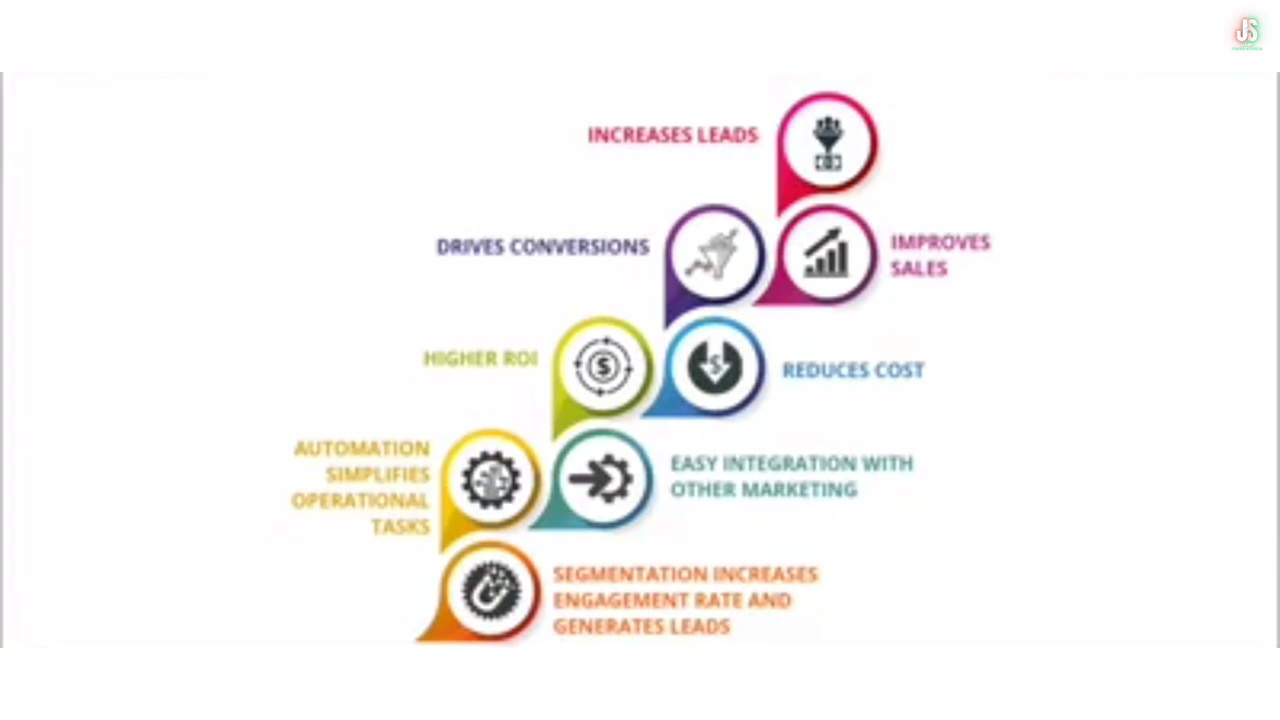 JS
INCREASES LEADS
DRIVES CONVERSIONS
IMPROVES
SALES
HIGHER ROI
REDUCES COST
AUTOMATION
SIMPLIFIES
OPERATIONAL
TASKS
EASY INTEGRATION WITH
OTHER MARKETING
SEGMENTATION INCREASES
ENGAGEMENT RATE AND
GENERATES LEADS